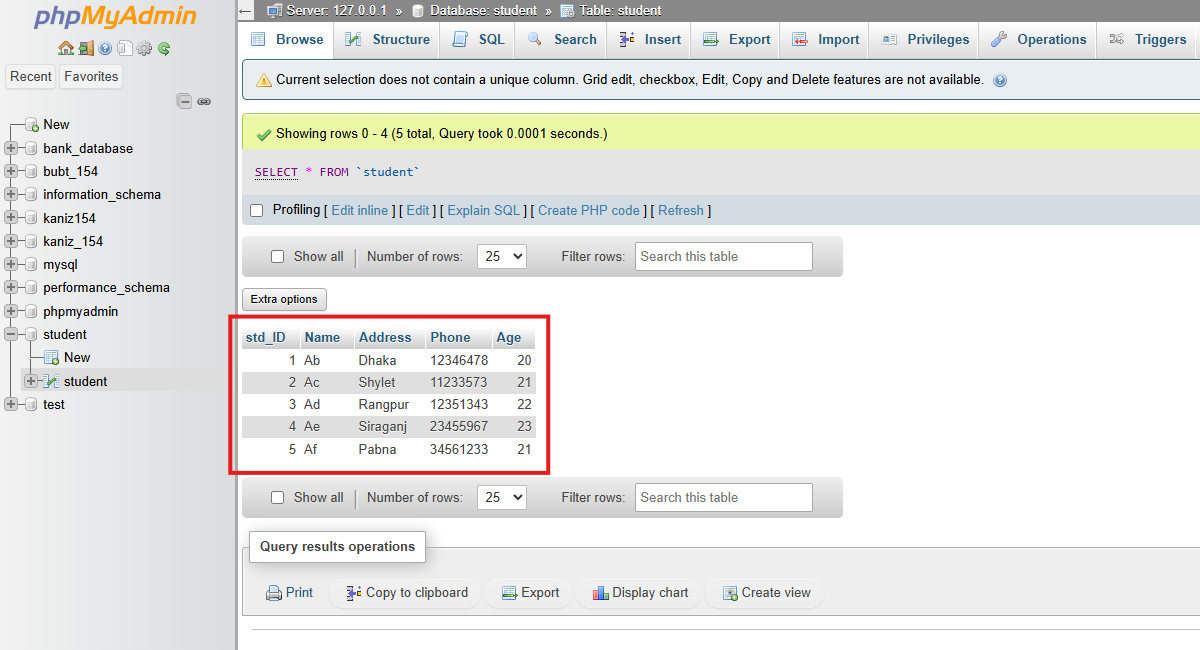 phpMyAdmin
Recent Favorites
New
bank_database
bubt_154
information_schema
kaniz154
kaniz_154
mysql
performance_schema
phpmyadmin
student
New
student
test
Server: 127.0.0.1 » Database: student » Table: student
Browse Structure SQL Search Insert Export Import Privileges Operations Triggers
Current selection does not contain a unique column. Grid edit, checkbox, Edit, Copy and Delete features are not available.
Showing rows 0 - 4 (5 total, Query took 0.0001 seconds.)
SELECT * FROM `student`
Profiling [ Edit inline ] [ Edit ] [ Explain SQL ] [ Create PHP code ] [ Refresh ]
Show all | Number of rows: 25 Filter rows: Search this table
Extra options
std_ID Name Address Phone Age
1 Ab Dhaka 12346478 20
2 Ac Shylet 11233573 21
3 Ad Rangpur 12351343 22
4 Ae Siraganj 23455967 23
5 Af Pabna 34561233 21
Show all | Number of rows: 25 Filter rows: Search this table
Query results operations
Print Copy to clipboard Export Display chart Create view